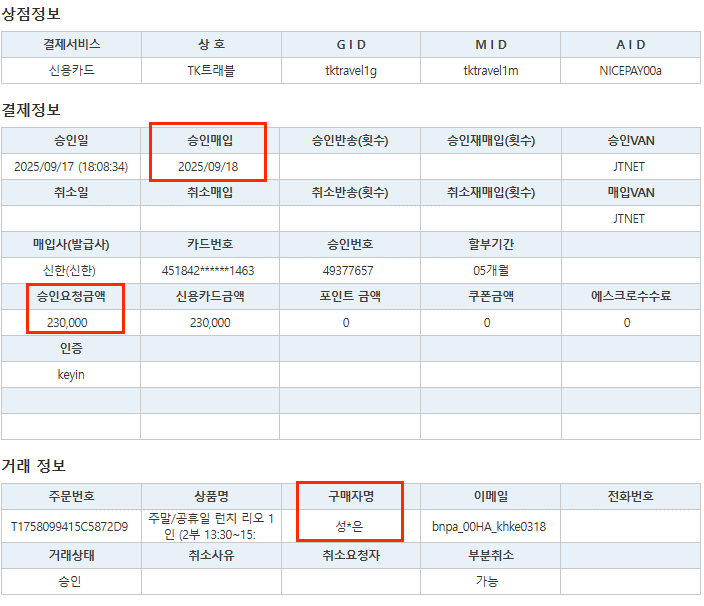 상점정보
결제서비스 상 호 G I D M I D A I D
신용카드 TK트래블 tktravel1g tktravel1m NICEPAY00a
결제정보
승인일 승인매입 승인반송(횟수) 승인재매입(횟수) 승인VAN
2025/09/17 (18:08:34) 2025/09/18 JTNET
취소일 취소매입 취소반송(횟수) 취소재매입(횟수) 매입VAN
JTNET
매입사(발급사) 카드번호 승인번호 할부기간
신한(신한) 451842******1463 49377657 05개월
승인요청금액 신용카드금액 포인트 금액 쿠폰금액 에스크로수수료
230,000 230,000 0 0 0
인증
keyin
거래 정보
주문번호 상품명 구매자명 이메일 전화번호
T1758099415C5872D9 주말/공휴일 런치 리오 1 성*은 bnpa_00HA_khke0318
인 (2부 13:30~15:
거래상태 취소사유 취소요청자 부분취소
승인 가능